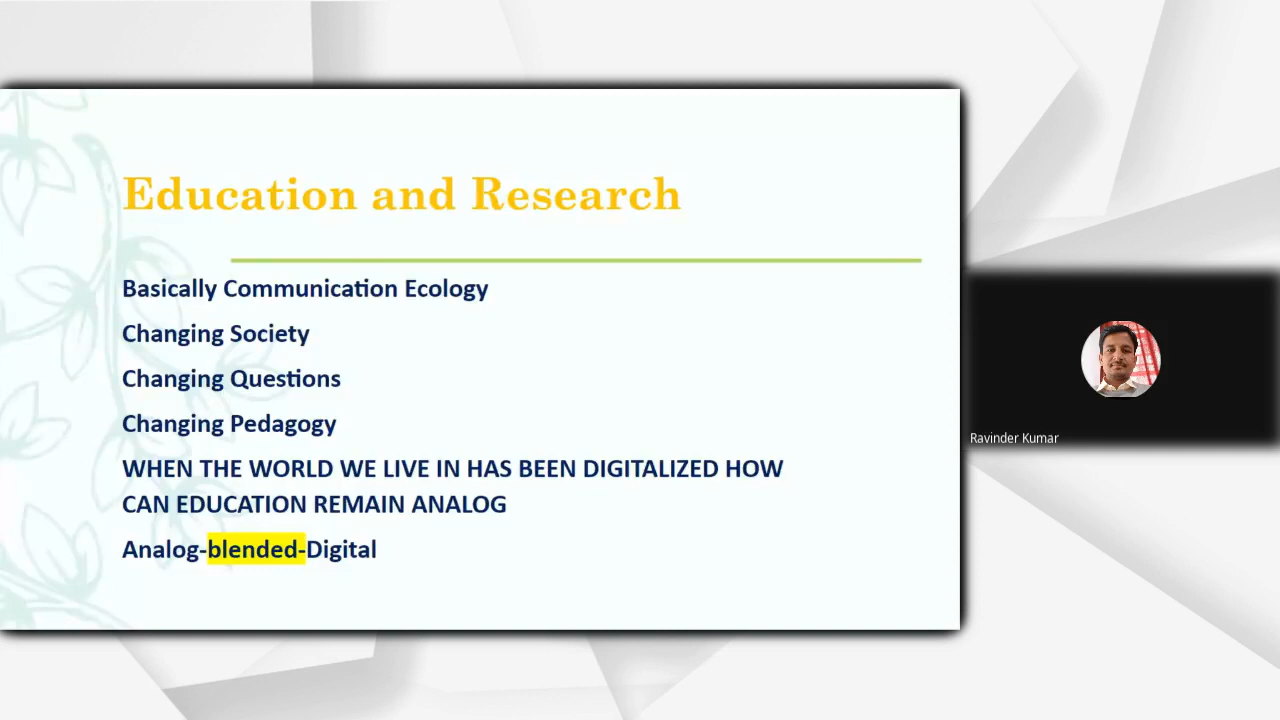 Education and Research
Basically Communication Ecology
Changing Society
Changing Questions
Changing Pedagogy
WHEN THE WORLD WE LIVE IN HAS BEEN DIGITALIZED HOW
CAN EDUCATION REMAIN ANALOG
Analog-blended-Digital
Ravinder Kumar